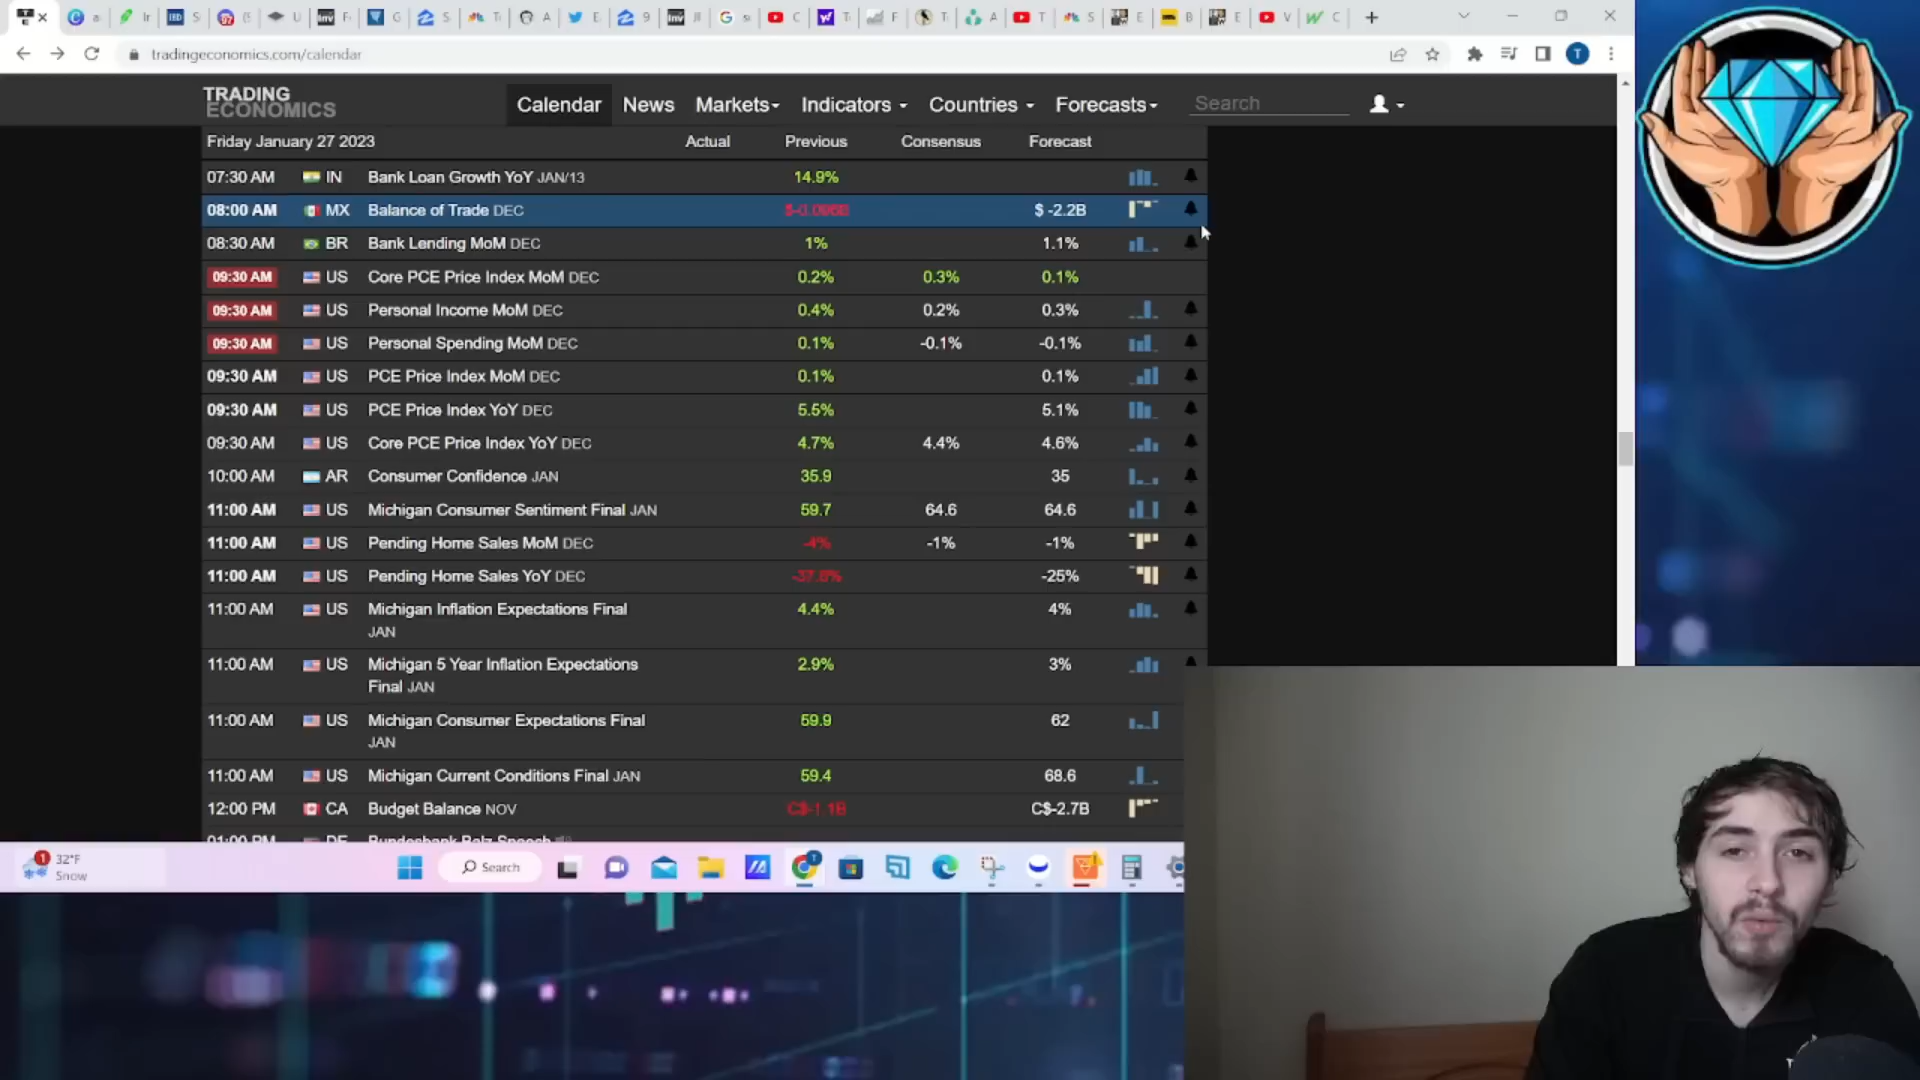 tradingeconomics.com/calendar
TRADING
ECONOMICS
Calendar News Markets Indicators Countries Forecasts Search
Friday January 27 2023 Actual Previous Consensus Forecast
07:30 AM IN Bank Loan Growth YoY JAN/13 14.9%
08:00 AM MX Balance of Trade DEC $ -2.2B
08:30 AM BR Bank Lending MoM DEC 1% 1.1%
09:30 AM US Core PCE Price Index MoM DEC 0.2% 0.3% 0.1%
09:30 AM US Personal Income MoM DEC 0.4% 0.2% 0.3%
09:30 AM US Personal Spending MoM DEC 0.1% -0.1% -0.1%
09:30 AM US PCE Price Index MoM DEC 0.1% 0.1%
09:30 AM US PCE Price Index YoY DEC 5.5% 5.1%
09:30 AM US Core PCE Price Index YoY DEC 4.7% 4.4% 4.6%
10:00 AM AR Consumer Confidence JAN 35.9 35
11:00 AM US Michigan Consumer Sentiment Final JAN 59.7 64.6 64.6
11:00 AM US Pending Home Sales MoM DEC -4% -1% -1%
11:00 AM US Pending Home Sales YoY DEC -37.8% -25%
11:00 AM US Michigan Inflation Expectations Final 4.4% 4%
JAN
11:00 AM US Michigan 5 Year Inflation Expectations 2.9% 3%
Final JAN
11:00 AM US Michigan Consumer Expectations Final 59.9 62
JAN
11:00 AM US Michigan Current Conditions Final JAN 59.4 68.6
12:00 PM CA Budget Balance NOV C$-1.1B C$-2.7B
32°F
Snow
Search